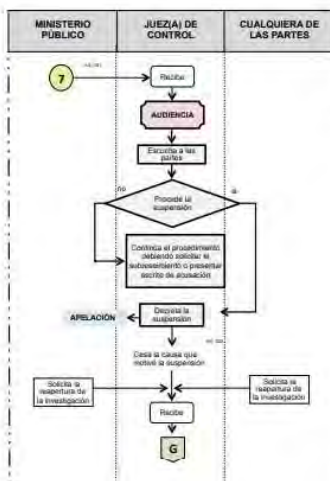 MINISTERIO
PÚBLICO
JUEZ(A) DE
CONTROL
CUALQUIERA DE
LAS PARTES
7
Recibe
AUDIENCIA
Escucha a las
partes
no
Procede la
suspensión
Continúa el procedimiento
debiendo solicitar el
sobreseimiento o presentar
escrito de acusación
APELACIÓN
Decreta la
suspensión
Cesa la causa que
motivó la suspensión
Solicita la
reapertura de
la investigación
Solicita la
reapertura de
la investigación
Recibe
G